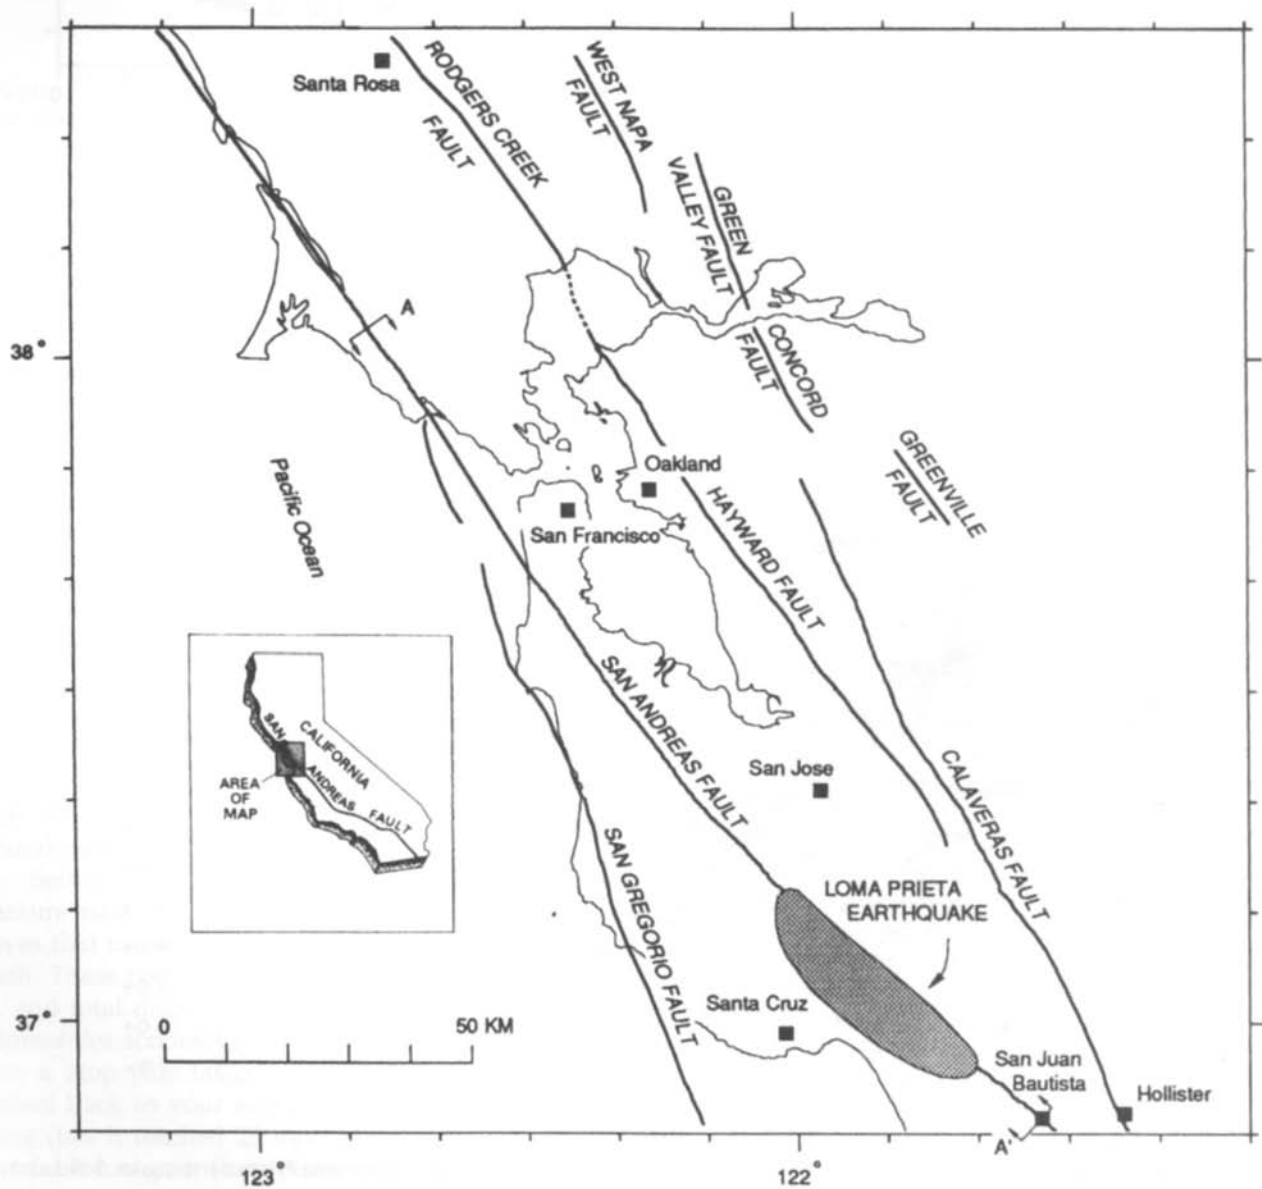 Santa Rosa
RODGERS CREEK
FAULT
WEST NAPA
FAULT
GREEN
VALLEY FAULT
A
38°
CONCORD
FAULT
GREENVILLE
FAULT
Pacific Ocean
Oakland
San Francisco
HAYWARD FAULT
SAN ANDREAS FAULT
SAN
ANDREAS
FAULT
CALIFORNIA
AREA
OF
MAP
San Jose
CALAVERAS FAULT
SAN GREGORIO FAULT
LOMA PRIETA
EARTHQUAKE
Santa Cruz
37°
0 50 KM
San Juan
Bautista
Hollister
A'
123° 122°